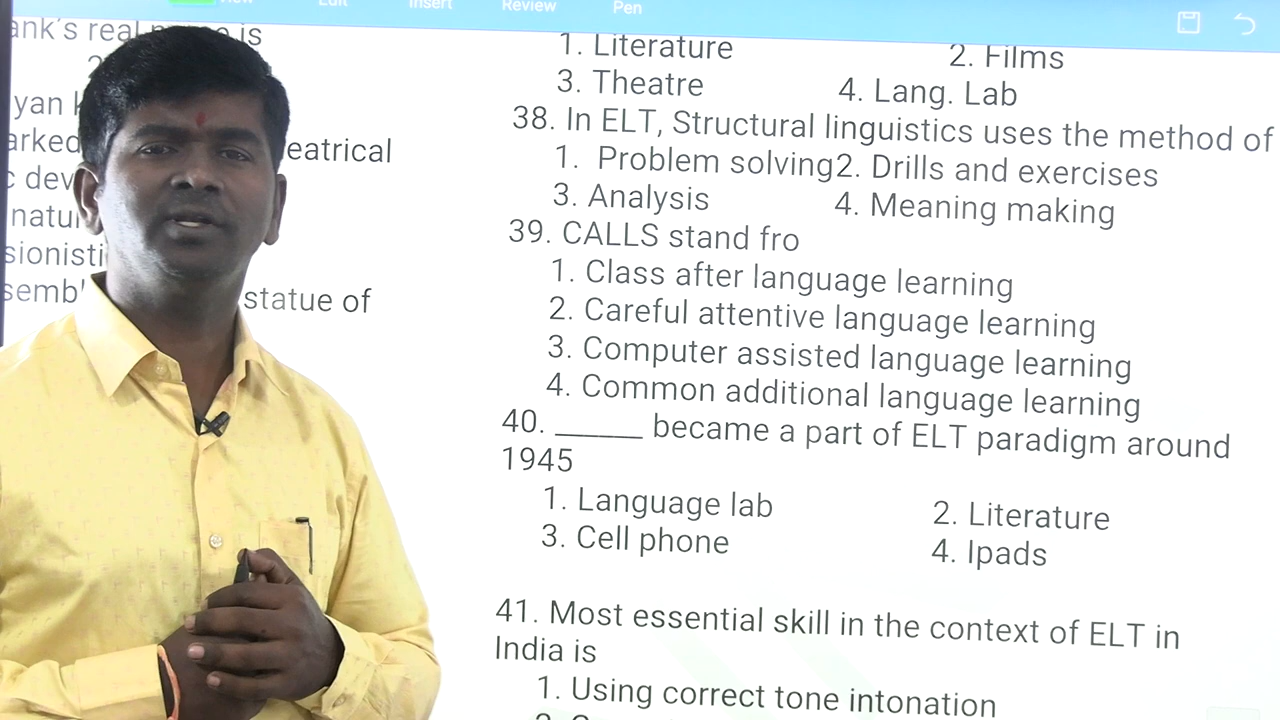 View Edit Insert Review Pen
ank's real is
yan
arked eatrical
c dev
natu
sionisti
semb statue of
1. Literature 2. Films
3. Theatre 4. Lang. Lab
38. In ELT, Structural linguistics uses the method of
1. Problem solving2. Drills and exercises
3. Analysis 4. Meaning making
39. CALLS stand fro
1. Class after language learning
2. Careful attentive language learning
3. Computer assisted language learning
4. Common additional language learning
40. ______ became a part of ELT paradigm around
1945
1. Language lab 2. Literature
3. Cell phone 4. Ipads
41. Most essential skill in the context of ELT in
India is
1. Using correct tone intonation